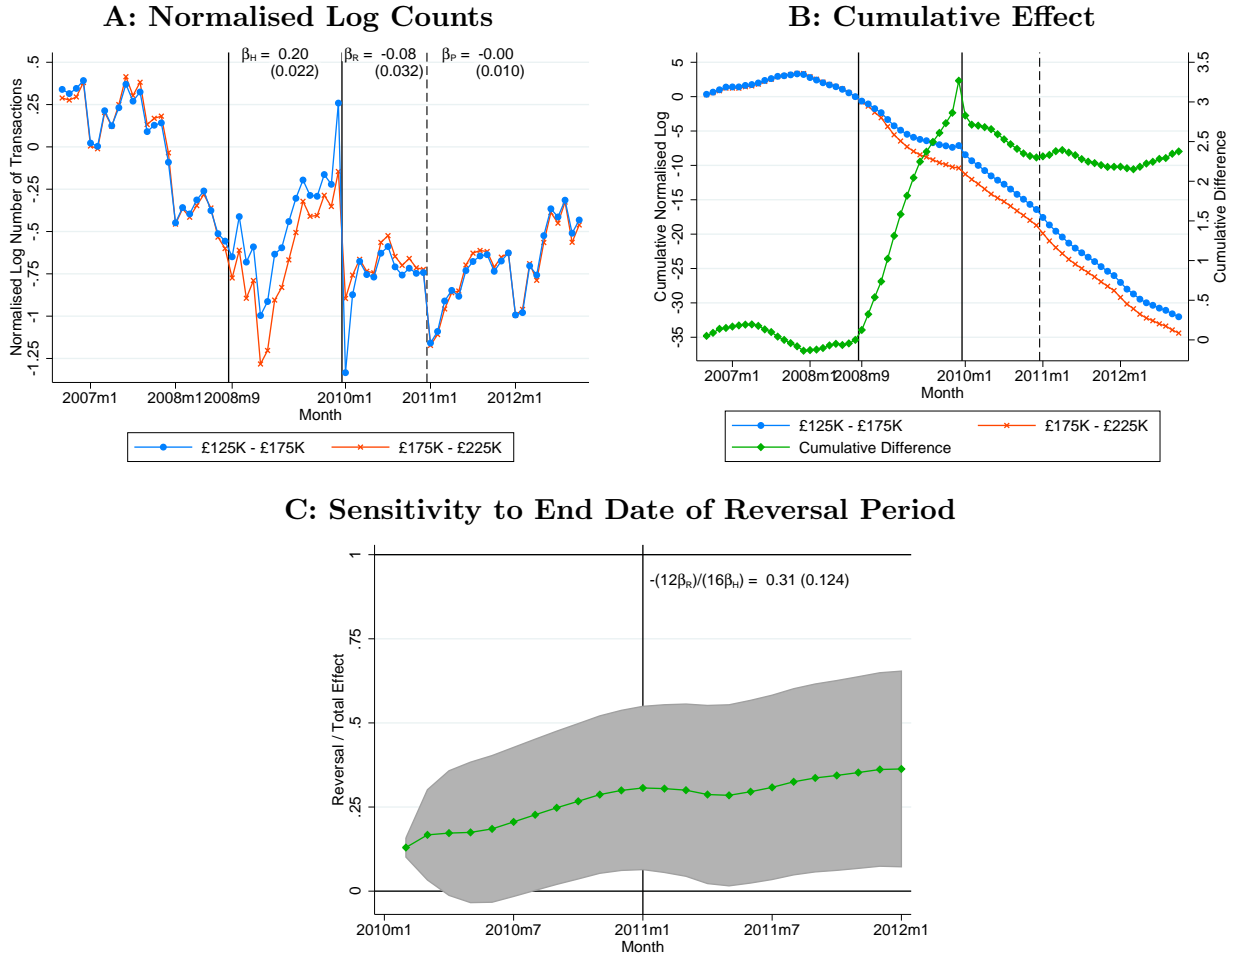 A: Normalised Log Counts
βH = 0.20
(0.022)
βR = -0.08
(0.032)
βP = -0.00
(0.010)
Normalised Log Number of Transactions
.5
.25
0
-.25
-.5
-.75
-1
-1.25
2007m1
2008m1
2008m9
2010m1
2011m1
2012m1
Month
£125K - £175K
£175K - £225K
B: Cumulative Effect
Cumulative Normalised Log
5
0
-5
-10
-15
-20
-25
-30
-35
3.5
3
2.5
2
1.5
1
.5
0
Cumulative Difference
2007m1
2008m1
2008m9
2010m1
2011m1
2012m1
Month
£125K - £175K
£175K - £225K
Cumulative Difference
C: Sensitivity to End Date of Reversal Period
-(12βR)/(16βH) = 0.31 (0.124)
Reversal / Total Effect
1
.75
.5
.25
0
2010m1
2010m7
2011m1
2011m7
2012m1
Month